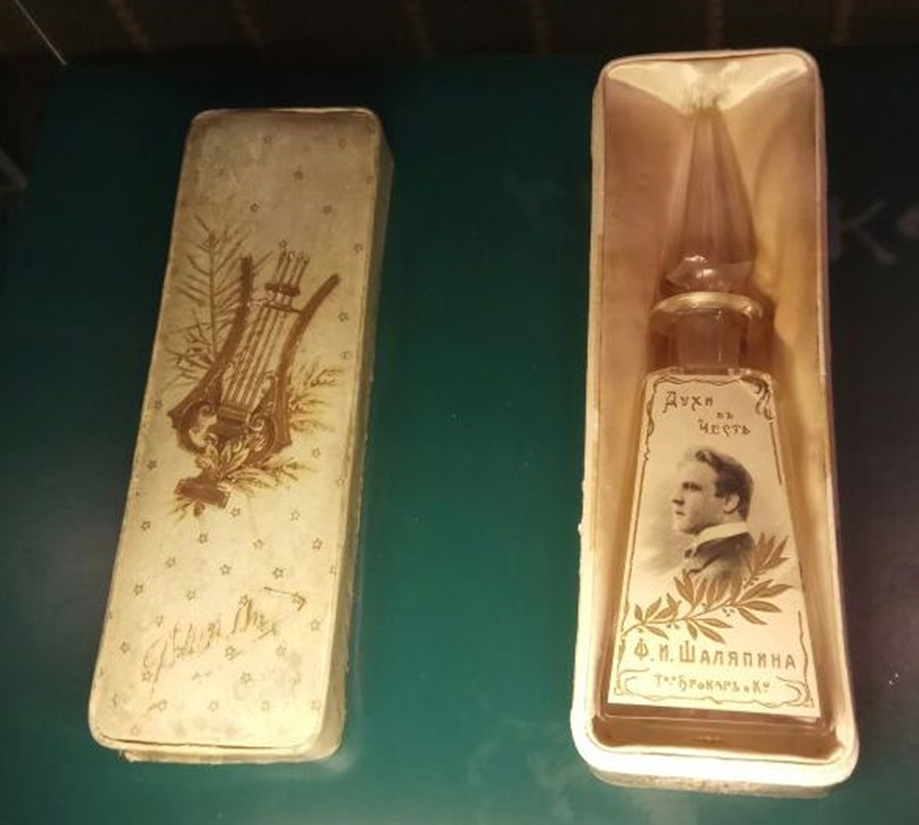 Духи
въ
Честь
Ф. И. Шаляпина
Т-во Брокаръ и Ко